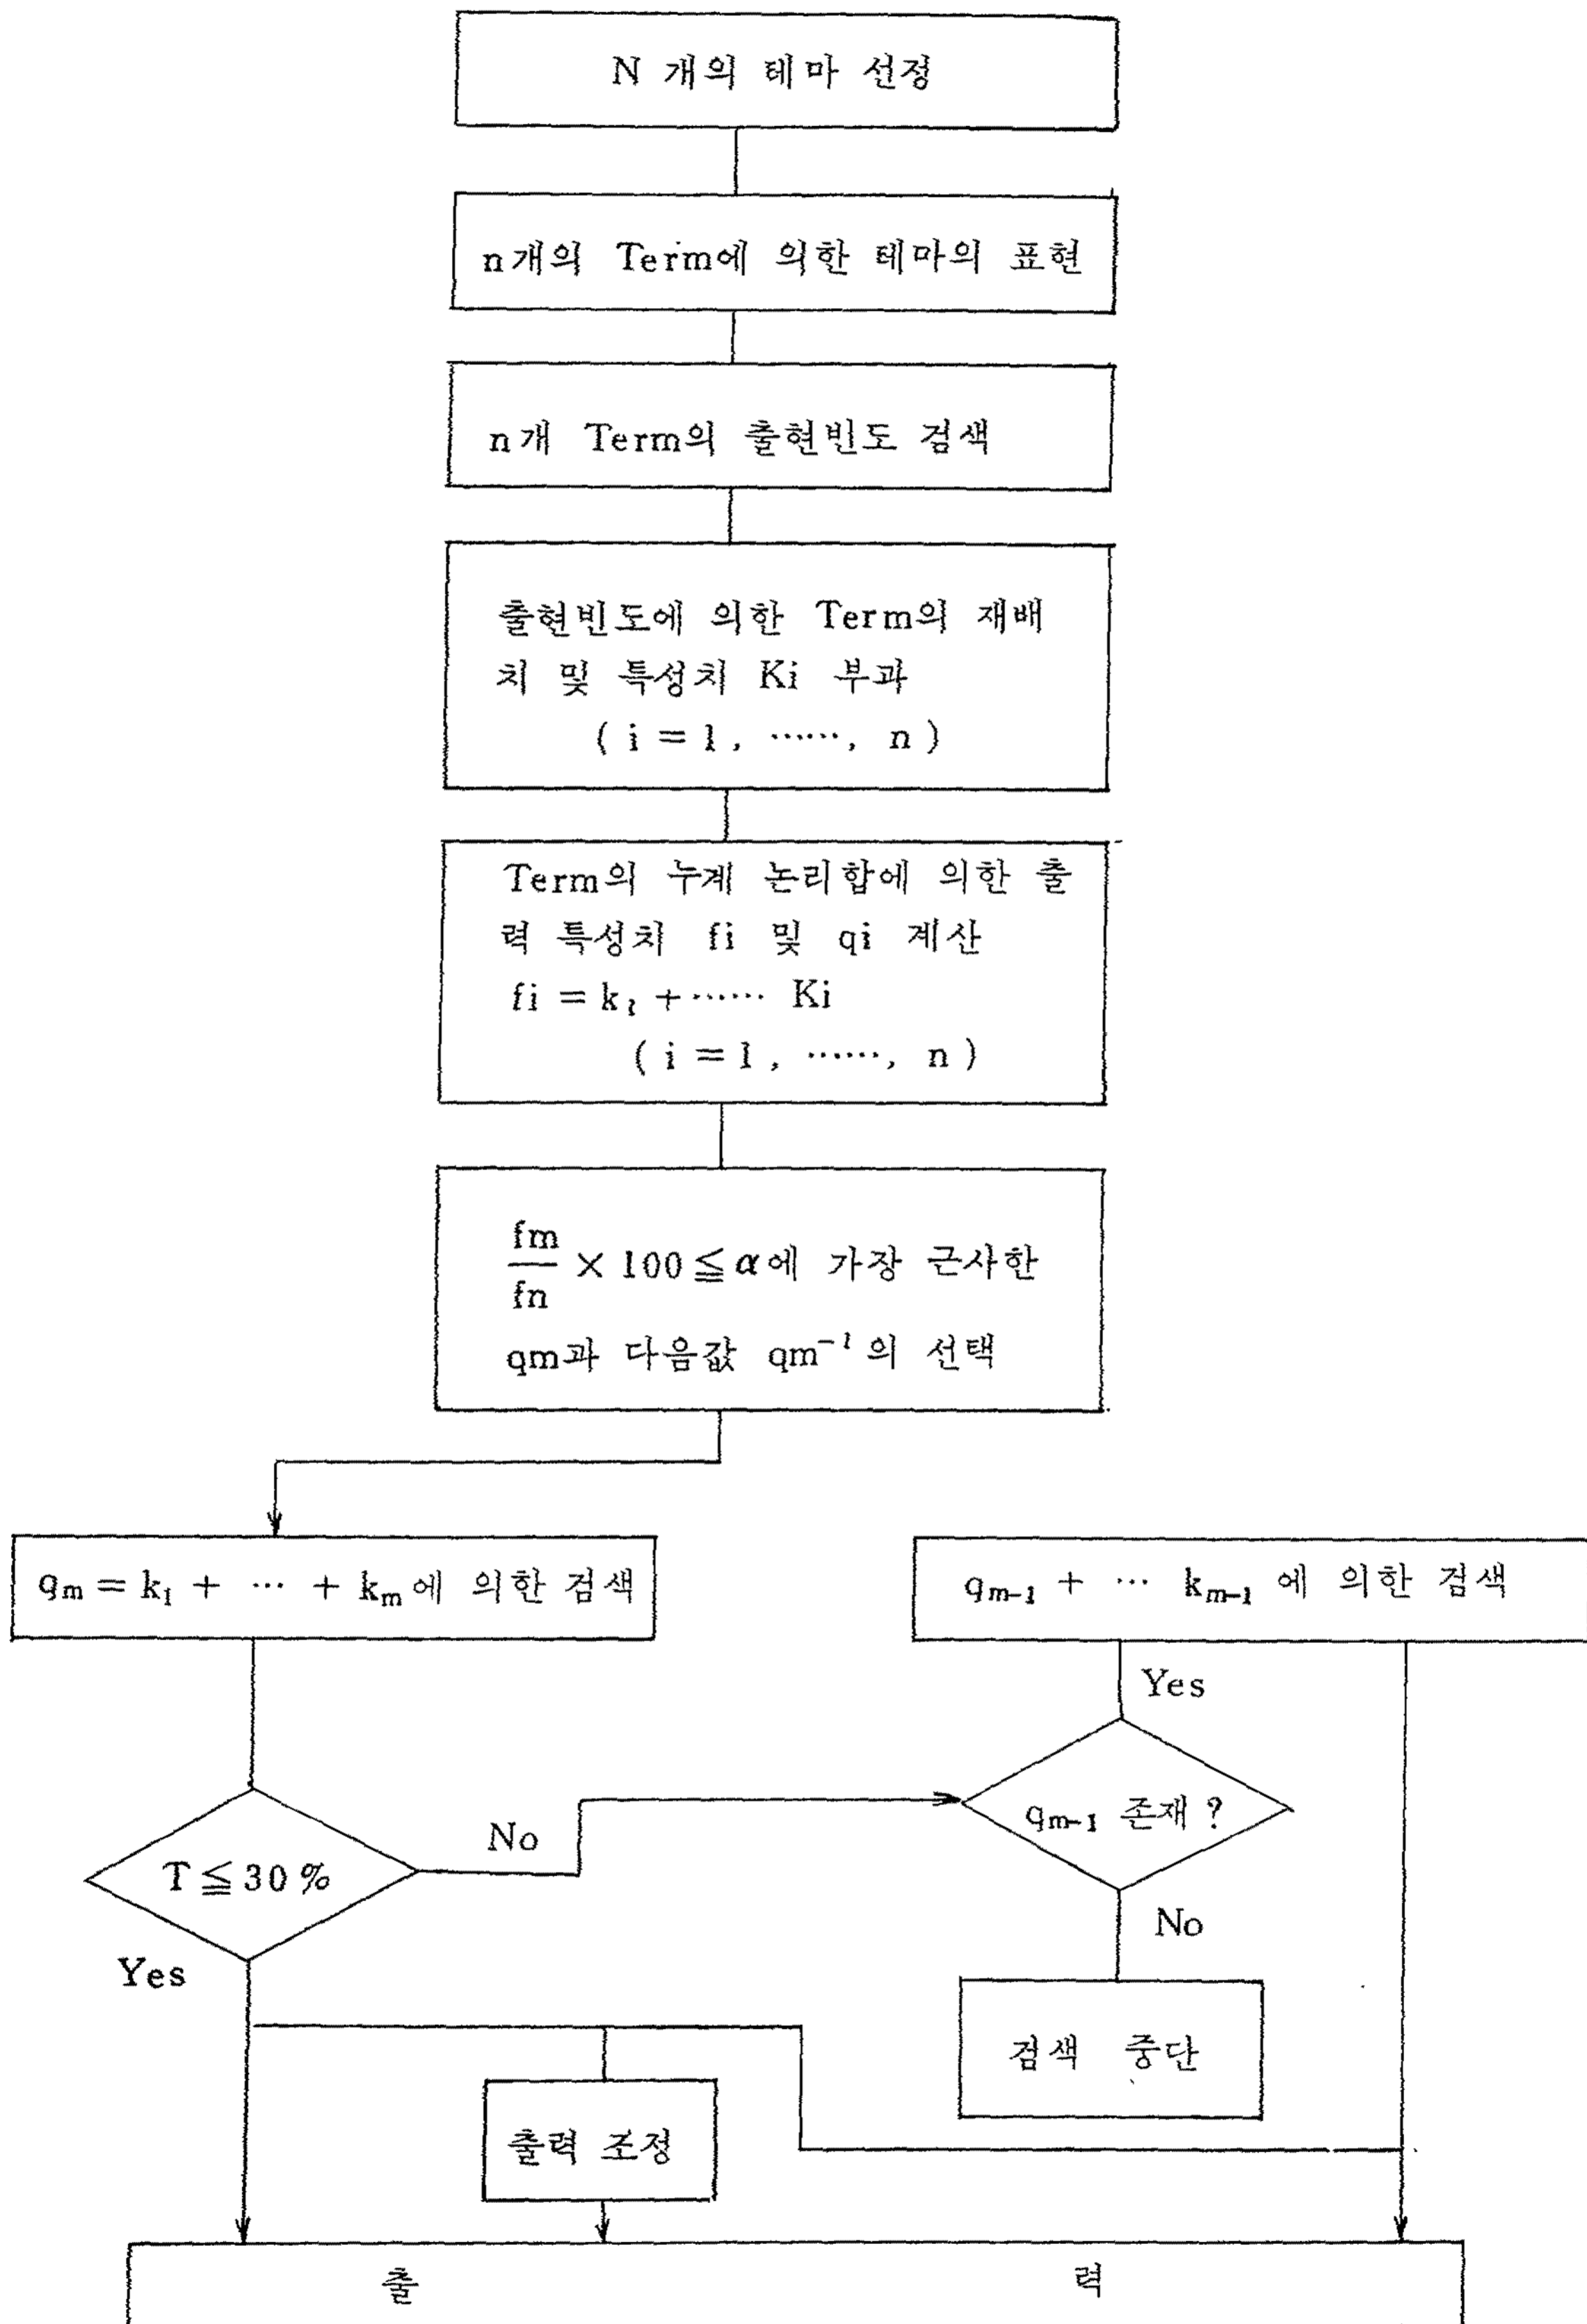 N 개의 테마 선정
n개의 Term에 의한 테마의 표현
n개 Term의 출현빈도 검색
출현빈도에 의한 Term의 재배
치 및 특성치 Ki 부과
( i = 1 , ……, n )
Term의 누계 논리합에 의한 출
력 특성치 fi 및 qi 계산
fi = k₁ + …… Ki
( i = 1 , ……, n )
fm
── × 100 ≦ α에 가장 근사한
fn
qm과 다음값 qm⁻¹의 선택
qₘ = k₁ + … + kₘ에 의한 검색
qₘ₋₁ + … kₘ₋₁ 에 의한 검색
Yes
qₘ₋₁ 존재 ?
No
T ≦ 30 %
No
Yes
검색 중단
출력 조정
출 력